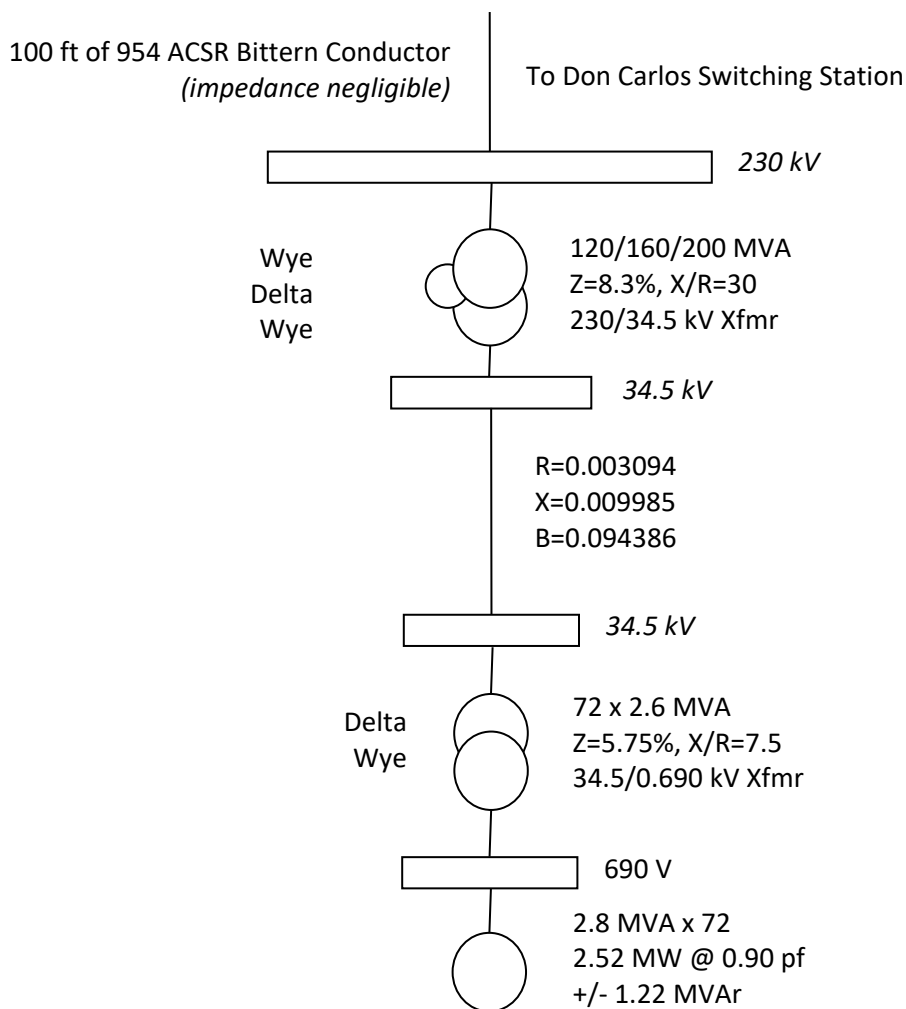 100 ft of 954 ACSR Bittern Conductor
(impedance negligible)
To Don Carlos Switching Station
230 kV
Wye
Delta
Wye
120/160/200 MVA
Z=8.3%, X/R=30
230/34.5 kV Xfmr
34.5 kV
R=0.003094
X=0.009985
B=0.094386
34.5 kV
Delta
Wye
72 x 2.6 MVA
Z=5.75%, X/R=7.5
34.5/0.690 kV Xfmr
690 V
2.8 MVA x 72
2.52 MW @ 0.90 pf
+/- 1.22 MVAr